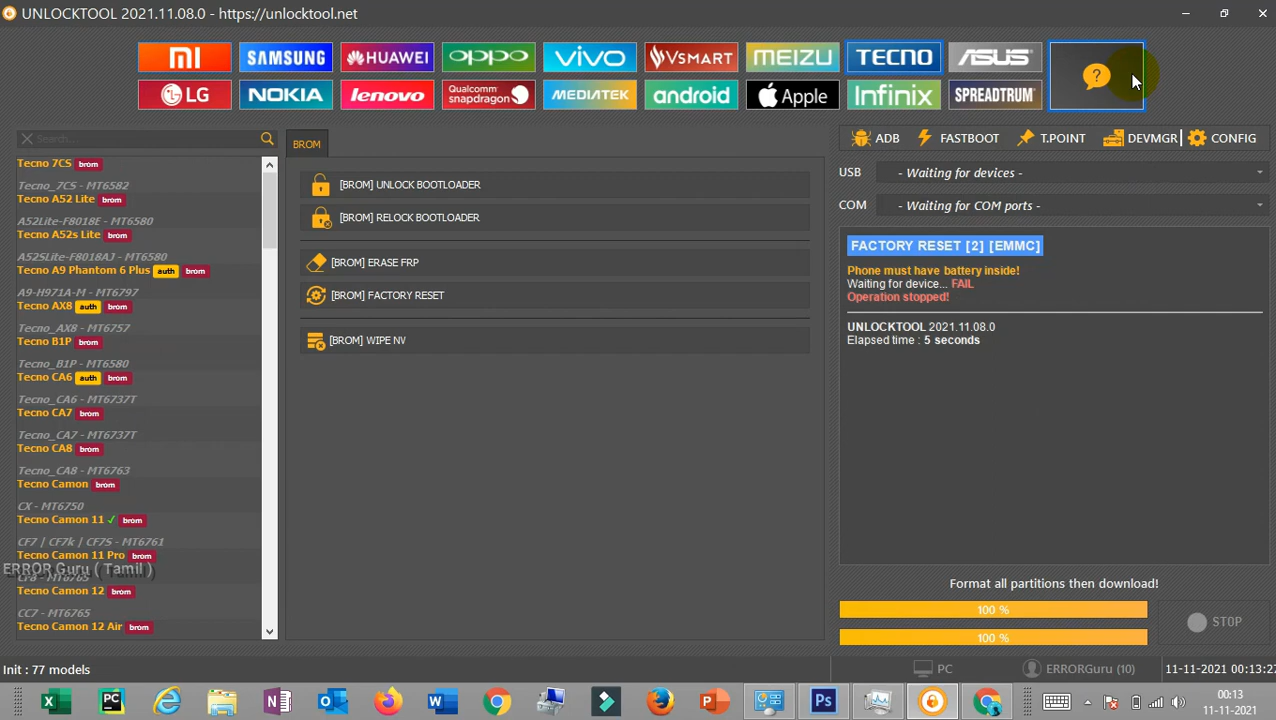 UNLOCKTOOL 2021.11.08.0 - https://unlocktool.net
MI SAMSUNG HUAWEI oppo vivo VSMART MEIZU TECNO ASUS ?
LG NOKIA lenovo Qualcomm snapdragon MEDIATEK android Apple Infinix SPREADTRUM
Search...
BROM
ADB FASTBOOT T.POINT DEVMGR CONFIG
USB - Waiting for devices -
COM - Waiting for COM ports -
Tecno 7CS brom
Tecno_7CS - MT6582
Tecno A52 Lite brom
A52Lite-F8018E - MT6580
Tecno A52s Lite brom
A52SLite-F8018AJ - MT6580
Tecno A9 Phantom 6 Plus auth brom
A9-H971A-M - MT6797
Tecno AX8 auth brom
Tecno_AX8 - MT6757
Tecno B1P brom
Tecno_B1P - MT6580
Tecno CA6 auth brom
Tecno_CA6 - MT6737T
Tecno CA7 brom
Tecno_CA7 - MT6737T
Tecno CA8 brom
Tecno_CA8 - MT6763
Tecno Camon brom
CX - MT6750
Tecno Camon 11 ✓ brom
CF7 | CF7k | CF7S - MT6761
Tecno Camon 11 Pro brom
ERROR Guru ( Tamil )
Tecno Camon 12 brom
CC7 - MT6765
Tecno Camon 12 Air brom
[BROM] UNLOCK BOOTLOADER
[BROM] RELOCK BOOTLOADER
[BROM] ERASE FRP
[BROM] FACTORY RESET
[BROM] WIPE NV
FACTORY RESET [2] [EMMC]
Phone must have battery inside!
Waiting for device... FAIL
Operation stopped!
UNLOCKTOOL 2021.11.08.0
Elapsed time : 5 seconds
Format all partitions then download!
100 %
STOP
100 %
Init : 77 models
PC ERRORGuru (10) 11-11-2021 00:13:27
00:13
11-11-2021